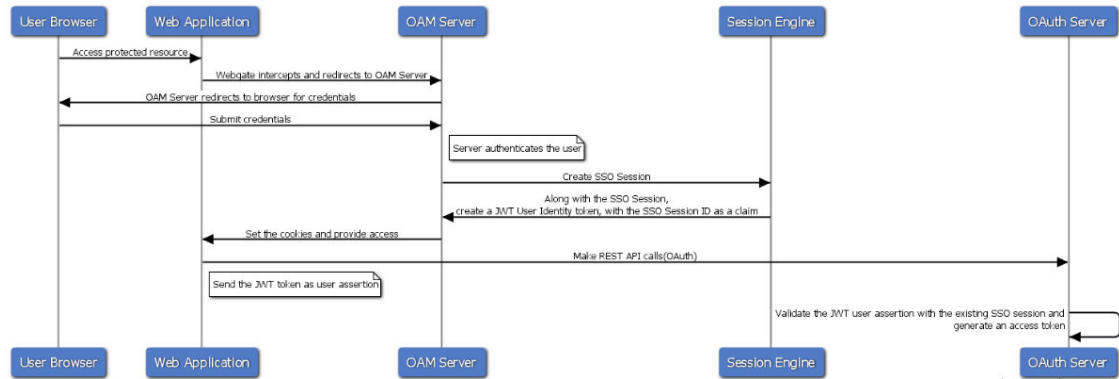 User Browser
Web Application
OAM Server
Session Engine
OAuth Server
Access protected resource
Webgate intercepts and redirects to OAM Server
OAM Server redirects to browser for credentials
Submit credentials
Server authenticates the user
Create SSO Session
Along with the SSO Session,
create a JWT User Identity token, with the SSO Session ID as a claim
Set the cookies and provide access
Make REST API calls(OAuth)
Send the JWT token as user assertion
Validate the JWT user assertion with the existing SSO session and
generate an access token
User Browser
Web Application
OAM Server
Session Engine
OAuth Server